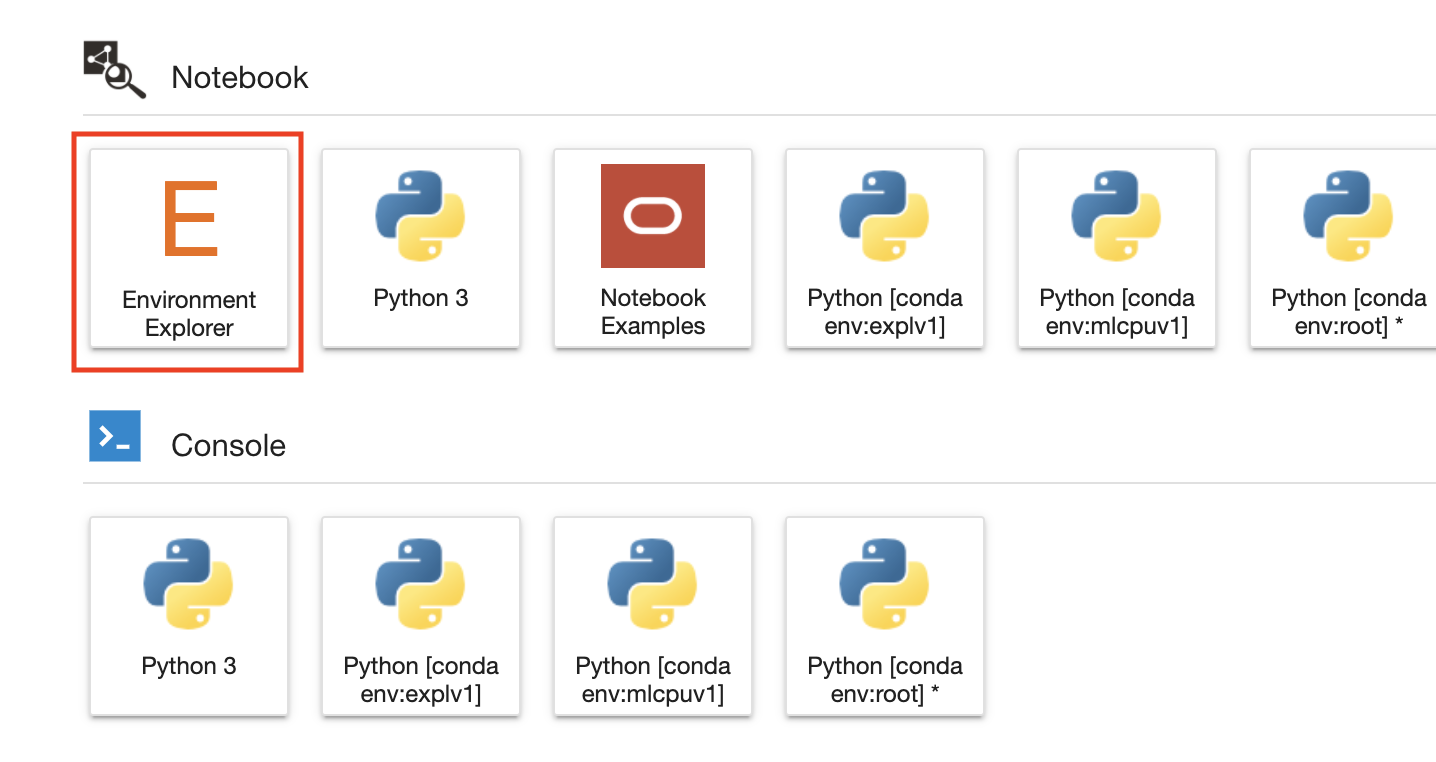 Notebook
E
Environment
Explorer
Python 3
Notebook
Examples
Python [conda
env:explv1]
Python [conda
env:mlcpuv1]
Python [conda
env:root] *
Console
Python 3
Python [conda
env:explv1]
Python [conda
env:mlcpuv1]
Python [conda
env:root] *